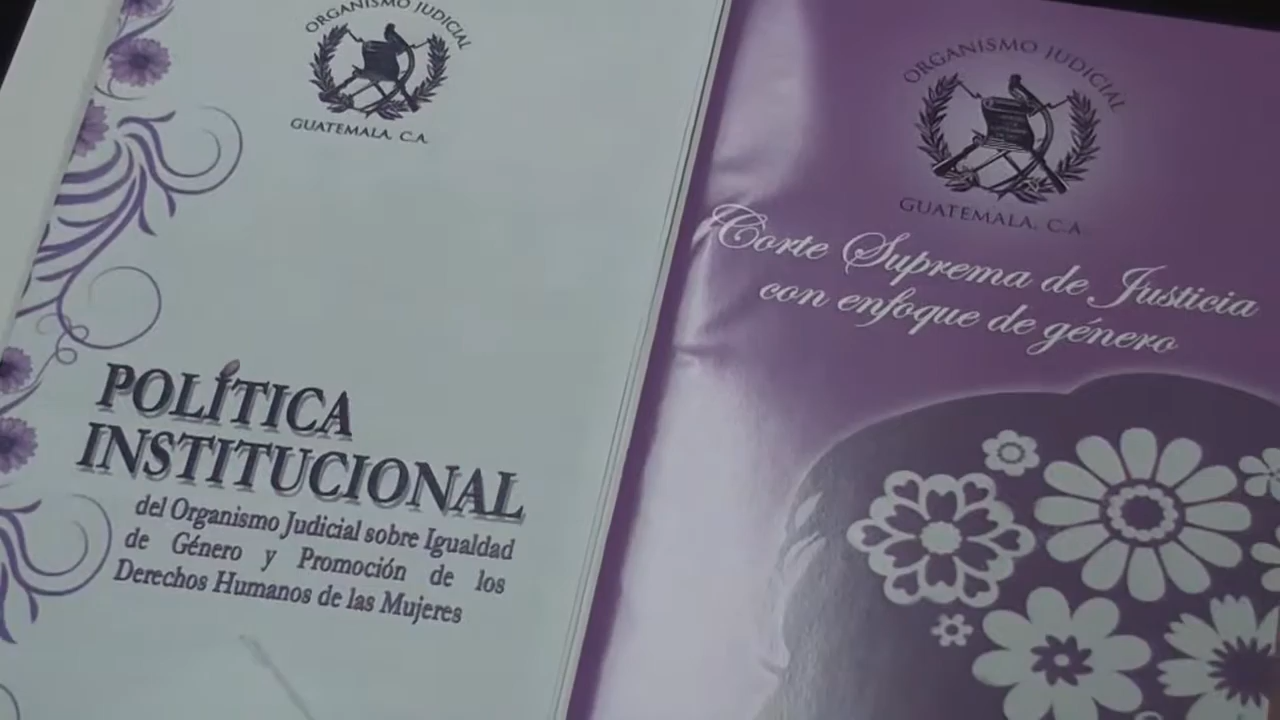 ORGANISMO JUDICIAL
GUATEMALA, C.A.
POLÍTICA
INSTITUCIONAL
del Organismo Judicial sobre Igualdad
de Género y Promoción de los
Derechos Humanos de las Mujeres
ORGANISMO JUDICIAL
GUATEMALA, C.A.
Corte Suprema de Justicia
con enfoque de género